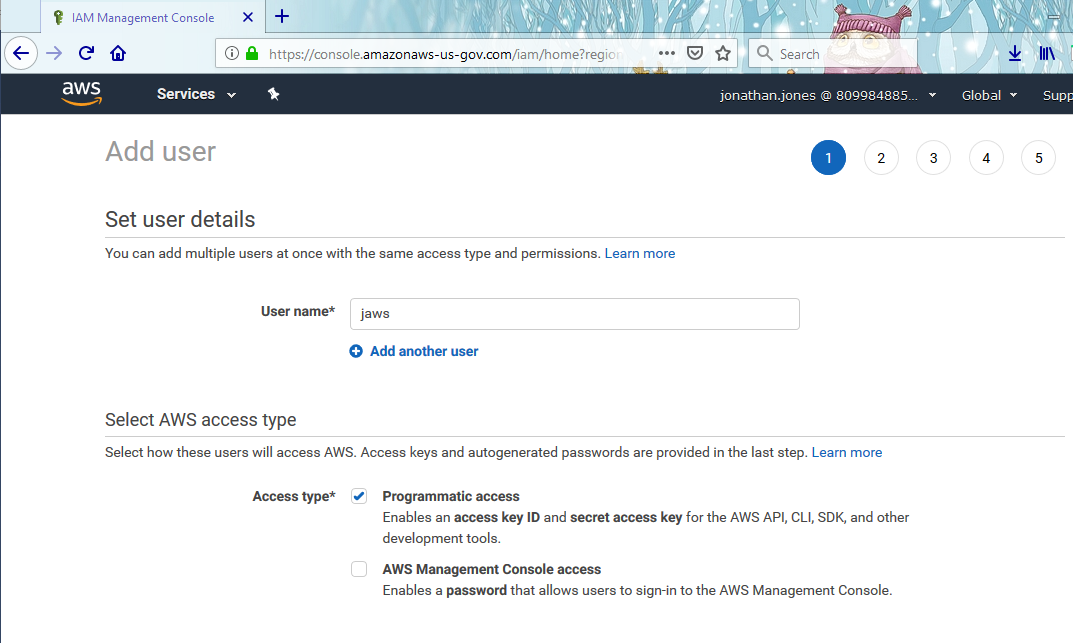 IAM Management Console
https://console.amazonaws-us-gov.com/iam/home?region
Search
aws
Services
jonathan.jones @ 809984885...
Global
Supp
Add user
1 2 3 4 5
Set user details
You can add multiple users at once with the same access type and permissions. Learn more
User name*
jaws
Add another user
Select AWS access type
Select how these users will access AWS. Access keys and autogenerated passwords are provided in the last step. Learn more
Access type*
Programmatic access
Enables an access key ID and secret access key for the AWS API, CLI, SDK, and other
development tools.
AWS Management Console access
Enables a password that allows users to sign-in to the AWS Management Console.